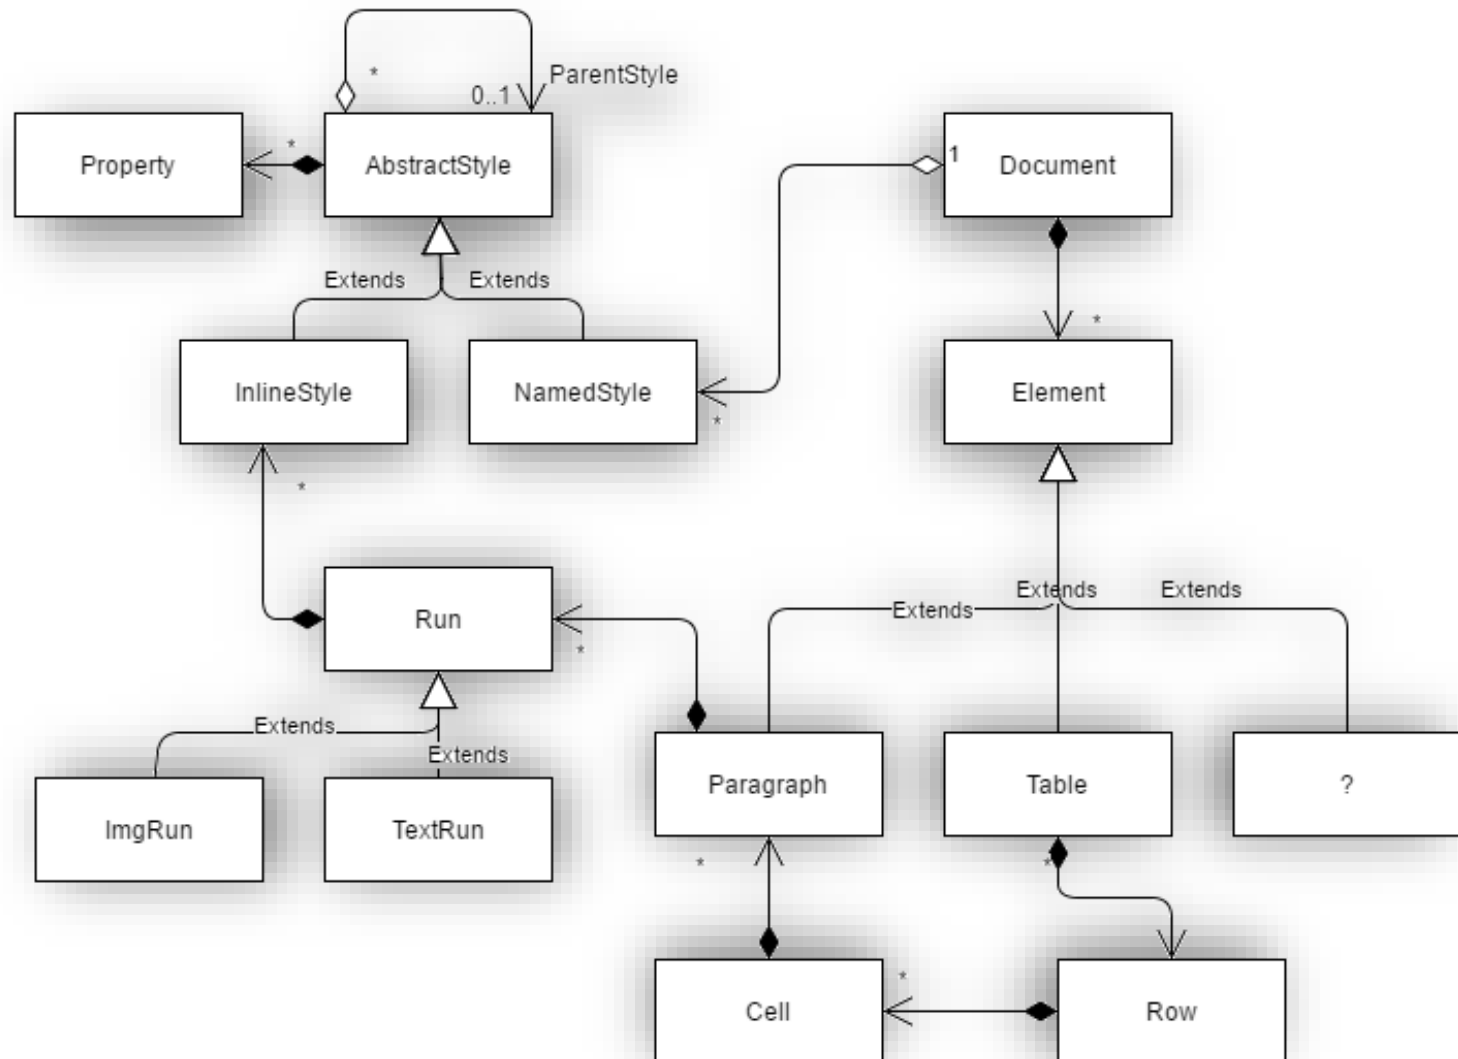 *
ParentStyle
0..1
Property
*
AbstractStyle
1
Document
Extends
Extends
*
InlineStyle
NamedStyle
*
Element
*
Extends
Extends
Extends
Run
*
Extends
Extends
Paragraph
Table
?
ImgRun
TextRun
*
*
*
Cell
Row